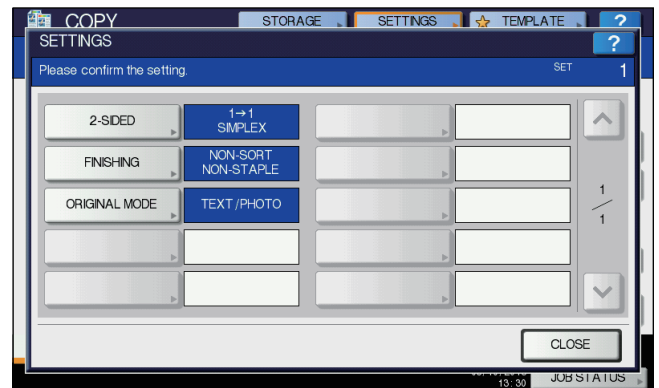 COPY
STORAGE
SETTINGS
TEMPLATE
?
SETTINGS
?
Please confirm the setting.
SET 1
2-SIDED
1→1
SIMPLEX
FINISHING
NON-SORT
NON-STAPLE
ORIGINAL MODE
TEXT/PHOTO
1
1
CLOSE
13:30
JOB STATUS